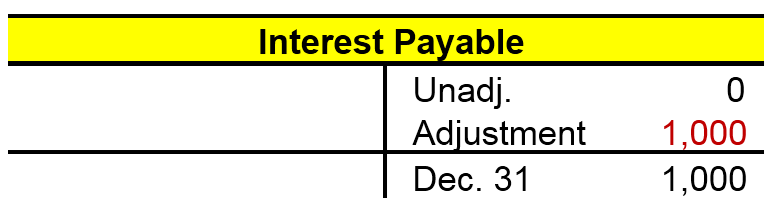 Interest Payable
Unadj. 0
Adjustment 1,000
Dec. 31 1,000